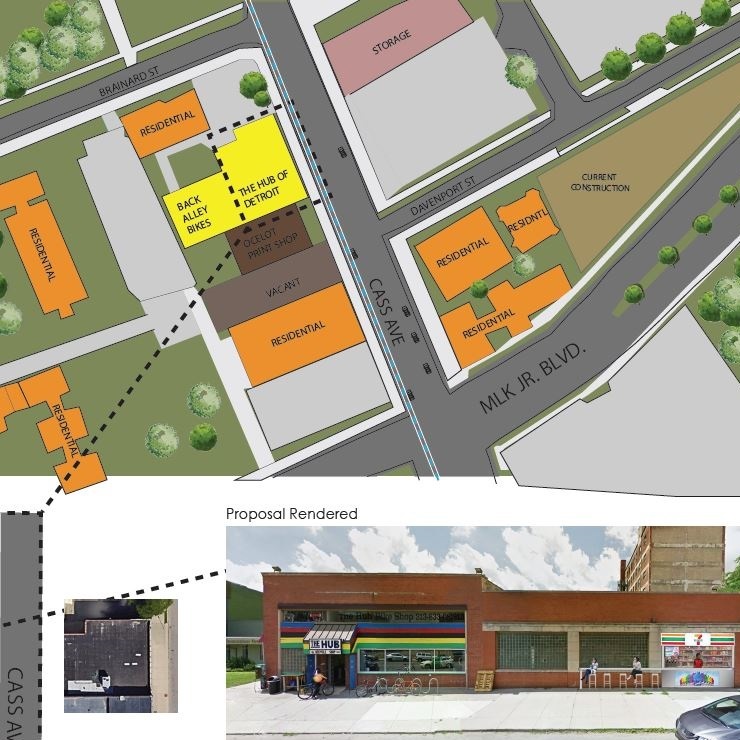 BRAINARD ST
STORAGE
RESIDENTIAL
BACK
ALLEY
BIKES
THE HUB OF
DETROIT
OCELOT
PRINT SHOP
VACANT
RESIDENTIAL
RESIDENTIAL
RESIDENTIAL
CASS AVE
DAVENPORT ST
CURRENT
CONSTRUCTION
RESIDENTIAL
RESIDNTL
RESIDENTIAL
MLK JR. BLVD.
CASS AV
Proposal Rendered
The Hub Bike Shop
THE HUB
7